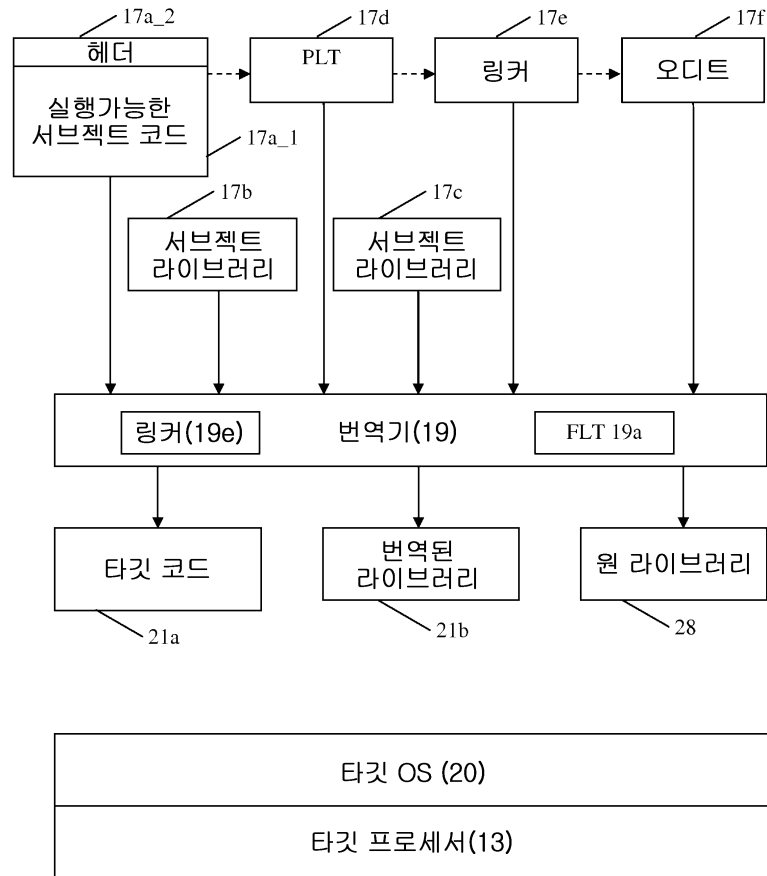 17a_2
17d
17e
17f
헤더
PLT
링커
오디트
실행가능한
서브젝트 코드
17a_1
17b
17c
서브젝트
라이브러리
서브젝트
라이브러리
링커(19e)
번역기(19)
FLT 19a
타깃 코드
번역된
라이브러리
원 라이브러리
21a
21b
28
타깃 OS (20)
타깃 프로세서(13)